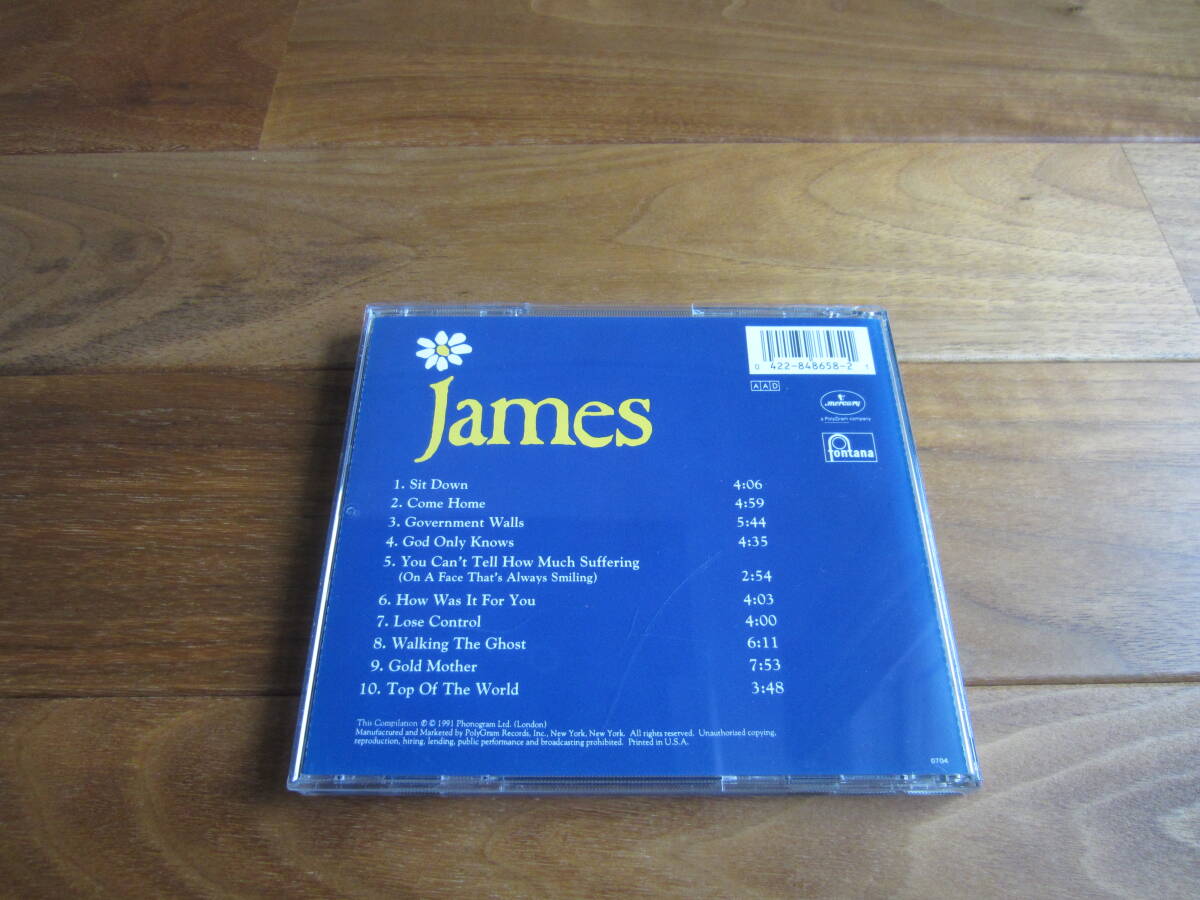 James
0 422-848658-2 1
AAD
mercury
a PolyGram company
fontana
1. Sit Down 4:06
2. Come Home 4:59
3. Government Walls 5:44
4. God Only Knows 4:35
5. You Can't Tell How Much Suffering
(On A Face That's Always Smiling) 2:54
6. How Was It For You 4:03
7. Lose Control 4:00
8. Walking The Ghost 6:11
9. Gold Mother 7:53
10. Top Of The World 3:48
This Compilation ℗ © 1991 Phonogram Ltd. (London)
Manufactured and Marketed by PolyGram Records, Inc., New York, New York. All rights reserved. Unauthorised copying,
reproduction, hiring, lending, public performance and broadcasting prohibited. Printed in U.S.A.
0704